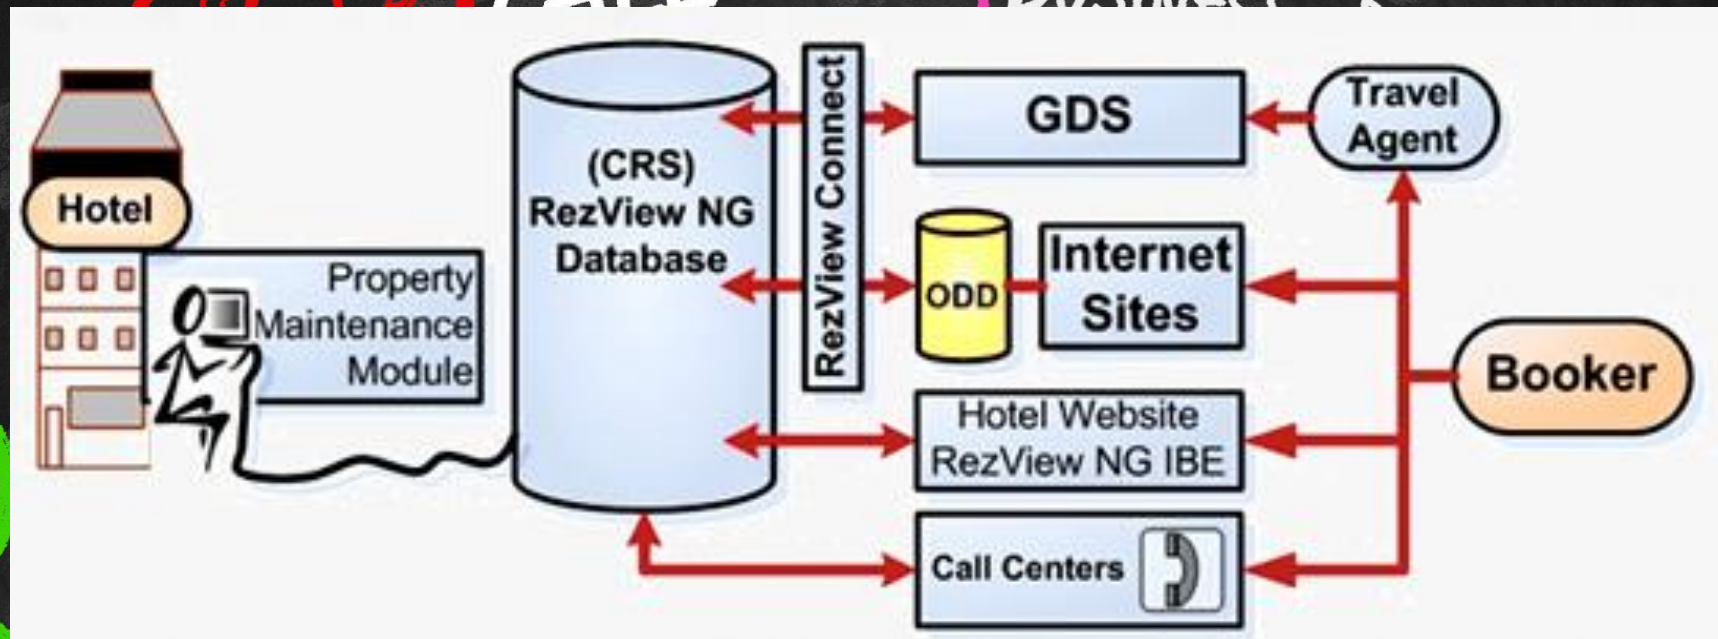 Hotel
Property
Maintenance
Module
(CRS)
RezView NG
Database
RezView Connect
GDS
Travel
Agent
ODD
Internet
Sites
Booker
Hotel Website
RezView NG IBE
Call Centers